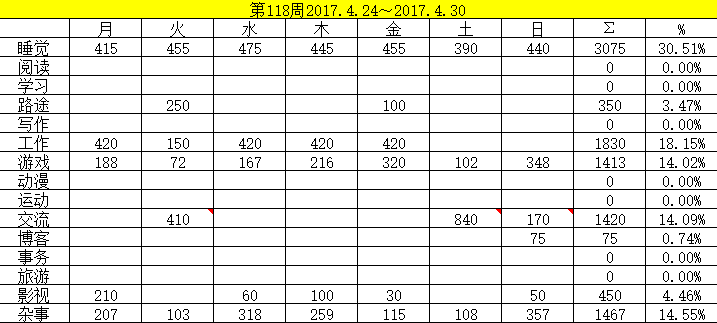 第118周2017.4.24～2017.4.30
月 火 水 木 金 土 日 Σ %
睡觉 415 455 475 445 455 390 440 3075 30.51%
阅读 0 0.00%
学习 0 0.00%
路途 250 100 350 3.47%
写作 0 0.00%
工作 420 150 420 420 420 1830 18.15%
游戏 188 72 167 216 320 102 348 1413 14.02%
动漫 0 0.00%
运动 0 0.00%
交流 410 840 170 1420 14.09%
博客 75 75 0.74%
事务 0 0.00%
旅游 0 0.00%
影视 210 60 100 30 50 450 4.46%
杂事 207 103 318 259 115 108 357 1467 14.55%